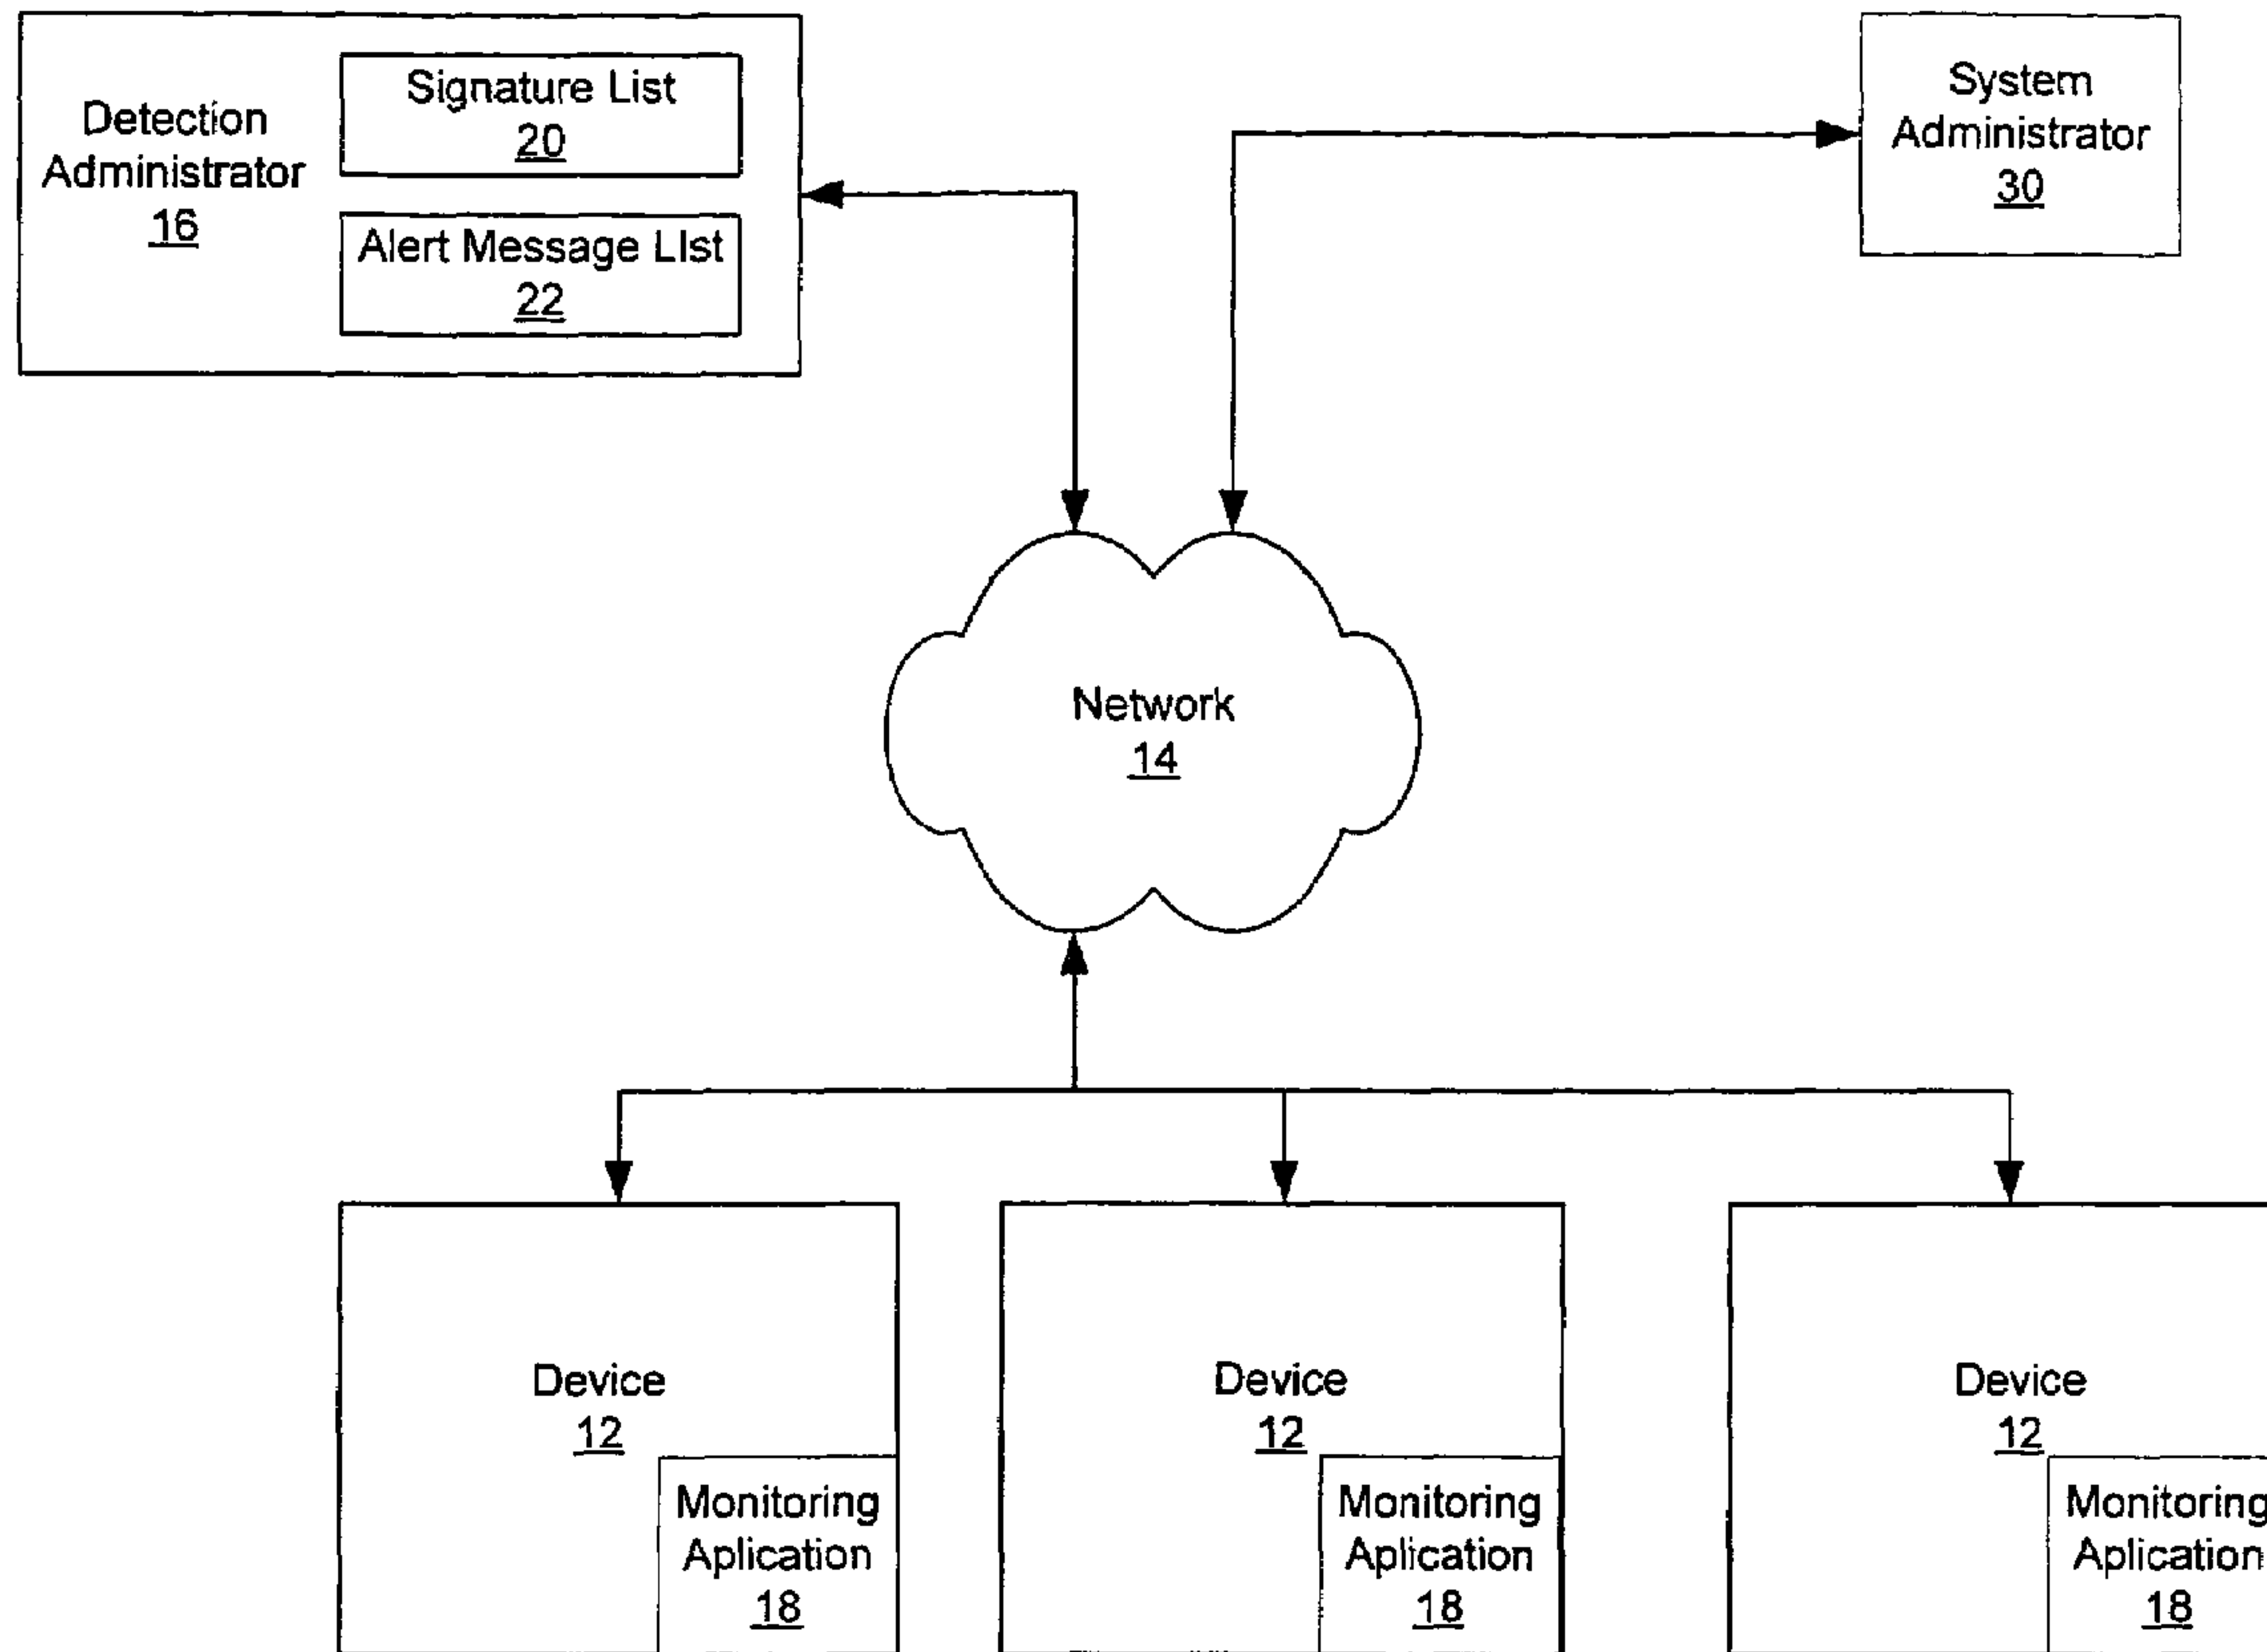 Detection
Administrator
16
Signature List
20
Alert Message LIst
22
System
Administrator
30
Network
14
Device
12
Monitoring
Aplication
18
Device
12
Monitoring
Aplication
18
Device
12
Monitoring
Aplication
18